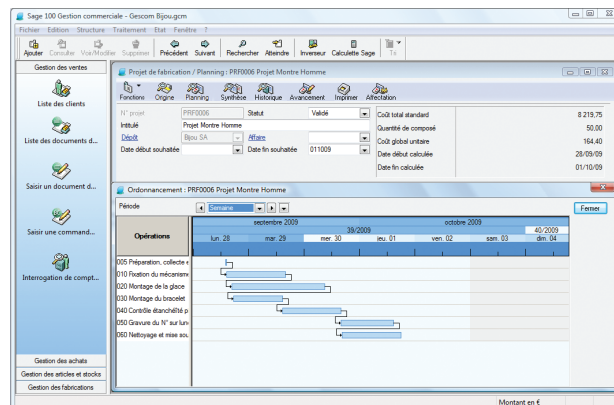 Sage 100 Gestion commerciale - Gescom Bijou.gcm
Fichier Edition Structure Traitement Etat Fenêtre ?
Ajouter Consulter Voir/Modifier Supprimer Précédent Suivant Rechercher Atteindre Inverseur Calculette Sage Tx
Gestion des ventes
Liste des clients
Liste des documents d...
Saisir un document d...
Saisir une command...
Interrogation de compt...
Gestion des achats
Gestion des articles et stocks
Gestion des fabrications
Projet de fabrication / Planning : PRF0006 Projet Montre Homme
Fonctions Origine Planning Synthèse Historique Avancement Imprimer Affectation
N° projet PRF0006 Statut Validé
Intitulé Projet Montre Homme
Dépôt Bijou SA Affaire
Date début souhaitée Date fin souhaitée 011009
Coût total standard 8 219,75
Quantité de composé 50,00
Coût global unitaire 164,40
Date début calculée 28/09/09
Date fin calculée 01/10/09
Ordonnancement : PRF0006 Projet Montre Homme
Période Semaine Fermer
septembre 2009 octobre 2009
39/2009 40/2009
Opérations lun. 28 mar. 29 mer. 30 jeu. 01 ven. 02 sam. 03 dim. 04
005 Préparation, collecte e
010 Fixation du mécanisme
020 Montage de la glace
030 Montage du bracelet
040 Contrôle étanchéité p
050 Gravure du N° sur lun
060 Nettoyage et mise sou
Montant en €